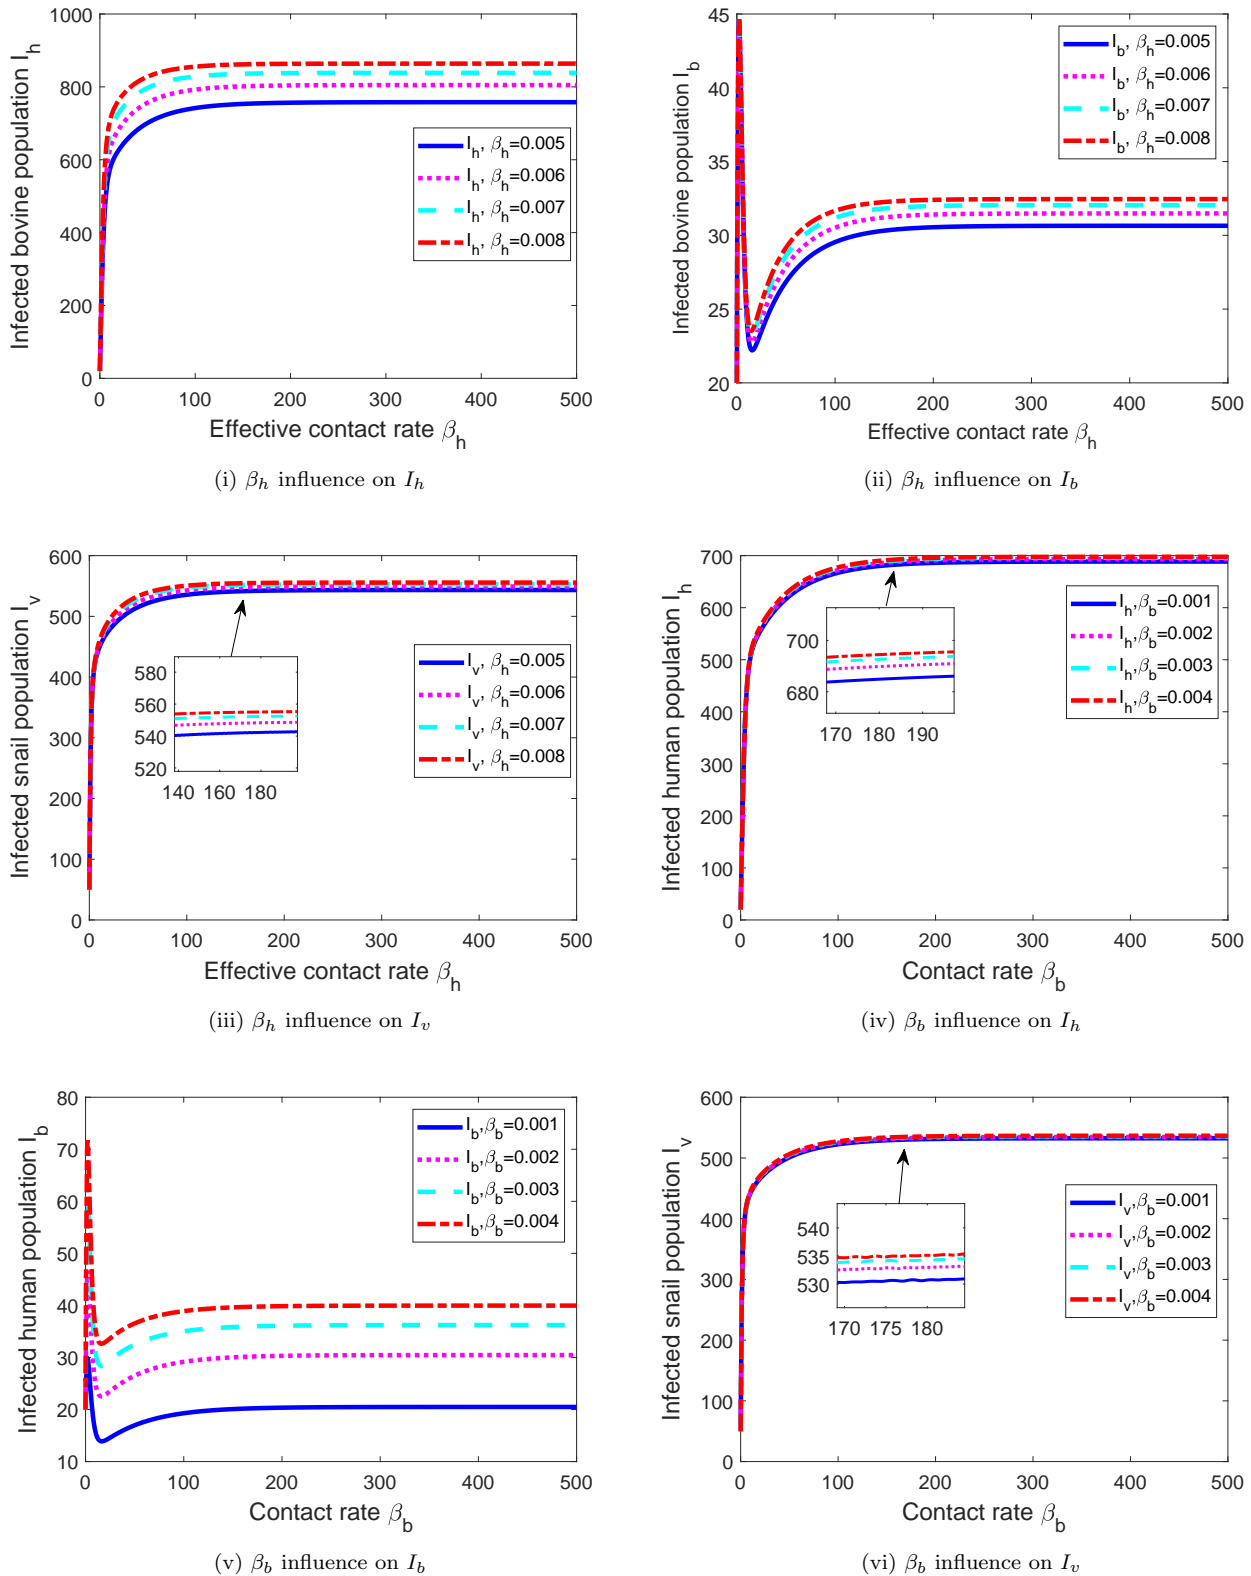 1000
800
600
400
200
0
0 100 200 300 400 500
Infected bovine population I_h
Effective contact rate β_h
I_h, β_h=0.005
I_h, β_h=0.006
I_h, β_h=0.007
I_h, β_h=0.008
(i) β_h influence on I_h
45
40
35
30
25
20
0 100 200 300 400 500
Infected bovine population I_b
Effective contact rate β_h
I_b, β_h=0.005
I_b, β_h=0.006
I_b, β_h=0.007
I_b, β_h=0.008
(ii) β_h influence on I_b
600
500
400
300
200
100
0
0 100 200 300 400 500
Infected snail population I_v
Effective contact rate β_h
580
560
540
520
140 160 180
I_v, β_h=0.005
I_v, β_h=0.006
I_v, β_h=0.007
I_v, β_h=0.008
(iii) β_h influence on I_v
700
600
500
400
300
200
100
0
0 100 200 300 400 500
Infected human population I_h
Contact rate β_b
700
680
170 180 190
I_h,β_b=0.001
I_h,β_b=0.002
I_h,β_b=0.003
I_h,β_b=0.004
(iv) β_b influence on I_h
80
70
60
50
40
30
20
10
0 100 200 300 400 500
Infected human population I_b
Contact rate β_b
I_b,β_b=0.001
I_b,β_b=0.002
I_b,β_b=0.003
I_b,β_b=0.004
(v) β_b influence on I_b
600
500
400
300
200
100
0
0 100 200 300 400 500
Infected snail population I_v
Contact rate β_b
540
535
530
170 175 180
I_v,β_b=0.001
I_v,β_b=0.002
I_v,β_b=0.003
I_v,β_b=0.004
(vi) β_b influence on I_v